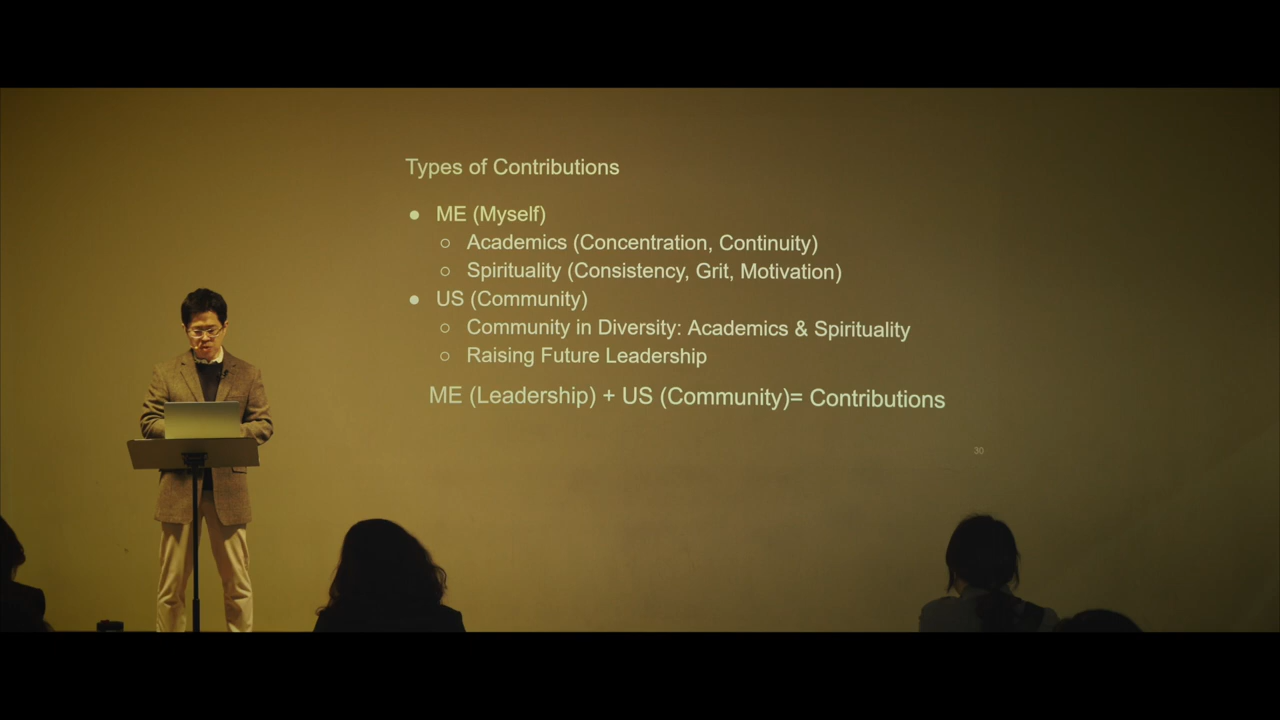 Types of Contributions
● ME (Myself)
○ Academics (Concentration, Continuity)
○ Spirituality (Consistency, Grit, Motivation)
● US (Community)
○ Community in Diversity: Academics & Spirituality
○ Raising Future Leadership
ME (Leadership) + US (Community)= Contributions
30